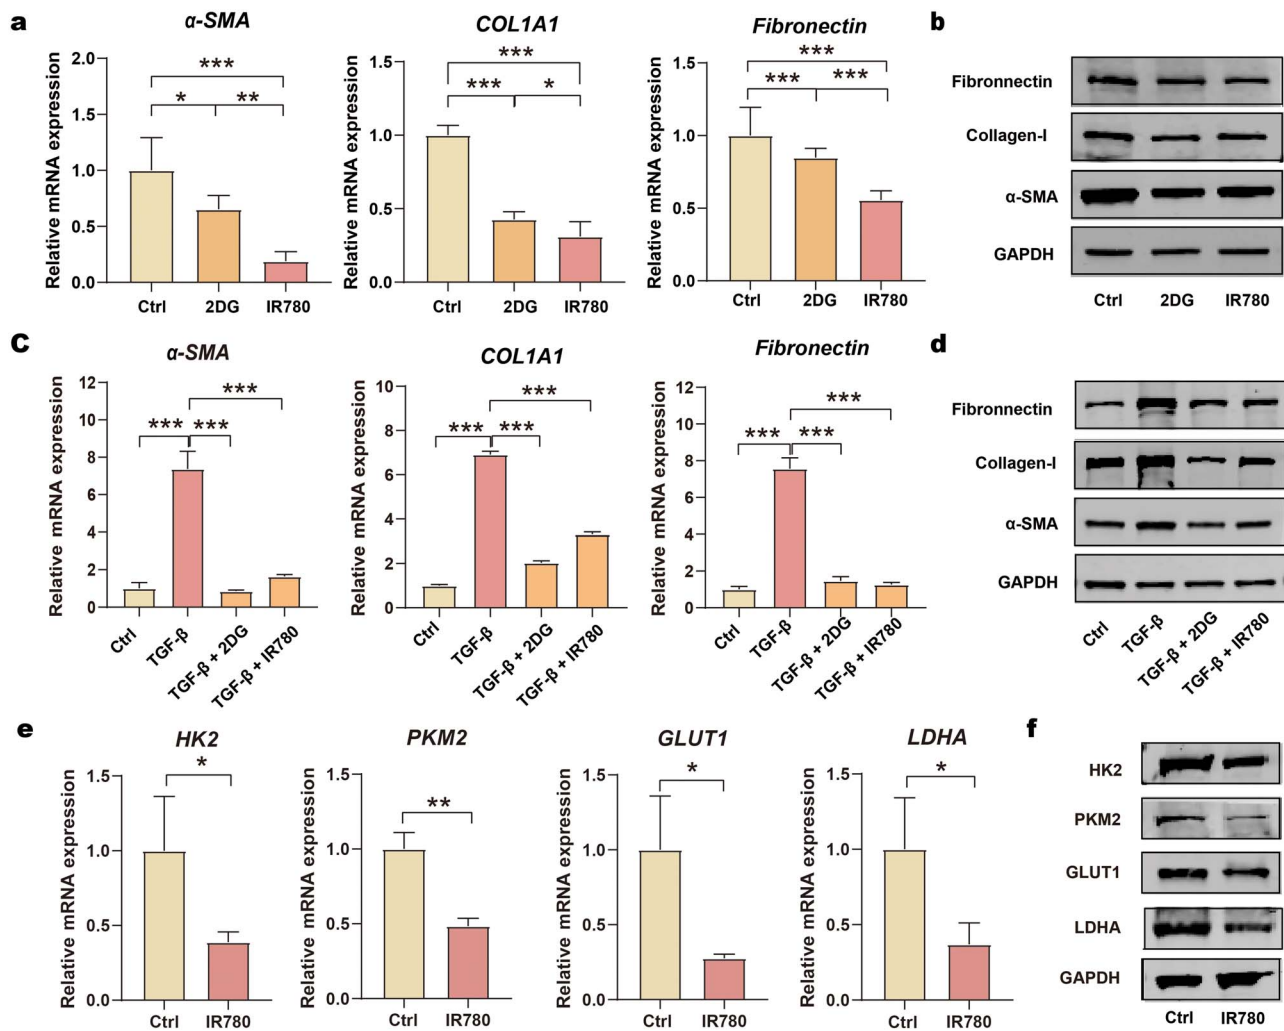 a
α-SMA
Relative mRNA expression
2.0
1.5
1.0
0.5
0.0
***
*
**
Ctrl
2DG
IR780
COL1A1
Relative mRNA expression
1.5
1.0
0.5
0.0
***
***
*
Ctrl
2DG
IR780
Fibronectin
Relative mRNA expression
1.5
1.0
0.5
0.0
***
***
***
Ctrl
2DG
IR780
b
Fibronnectin
Collagen-I
α-SMA
GAPDH
Ctrl
2DG
IR780
C
α-SMA
Relative mRNA expression
12
10
8
6
4
2
0
***
***
***
Ctrl
TGF-β
TGF-β + 2DG
TGF-β + IR780
COL1A1
Relative mRNA expression
10
8
6
4
2
0
***
***
***
Ctrl
TGF-β
TGF-β + 2DG
TGF-β + IR780
Fibronectin
Relative mRNA expression
12
10
8
6
4
2
0
***
***
***
Ctrl
TGF-β
TGF-β + 2DG
TGF-β + IR780
d
Fibronnectin
Collagen-I
α-SMA
GAPDH
Ctrl
TGF-β
TGF-β + 2DG
TGF-β + IR780
e
HK2
Relative mRNA expression
1.5
1.0
0.5
0.0
*
Ctrl
IR780
PKM2
Relative mRNA expression
1.5
1.0
0.5
0.0
**
Ctrl
IR780
GLUT1
Relative mRNA expression
1.5
1.0
0.5
0.0
*
Ctrl
IR780
LDHA
Relative mRNA expression
1.5
1.0
0.5
0.0
*
Ctrl
IR780
f
HK2
PKM2
GLUT1
LDHA
GAPDH
Ctrl
IR780